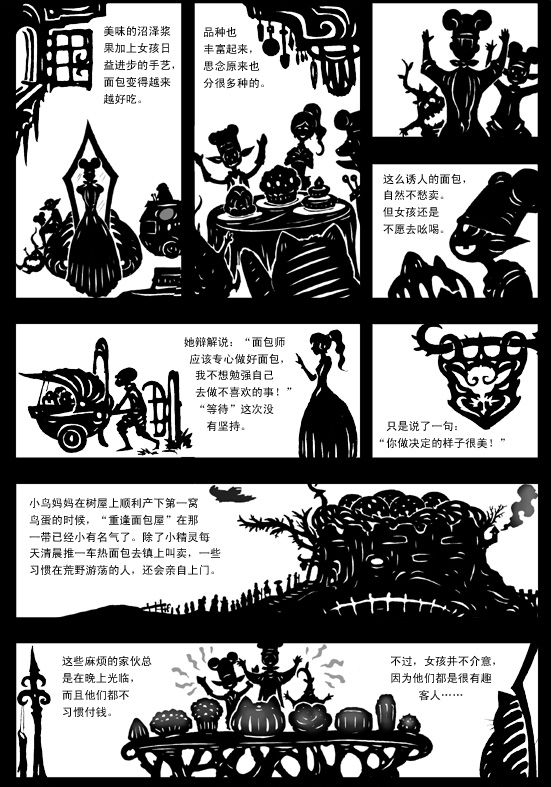 美味的沼泽浆
果加上女孩日
益进步的手艺，
面包变得越来
越好吃。
品种也
丰富起来，
思念原来也
分很多种的。
这么诱人的面包，
自然不愁卖。
但女孩还是
不愿去吆喝。
她辩解说：“面包师
应该专心做好面包，
我不想勉强自己
去做不喜欢的事！”
“等待”这次没
有坚持。
只是说了一句：
“你做决定的样子很美！”
小鸟妈妈在树屋上顺利产下第一窝
鸟蛋的时候，“重逢面包屋”在那
一带已经小有名气了。除了小精灵每
天清晨推一车热面包去镇上叫卖，一些
习惯在荒野游荡的人，还会亲自上门。
这些麻烦的家伙总
是在晚上光临，
而且他们都不
习惯付钱。
不过，女孩并不介意，
因为他们都是很有趣
客人……